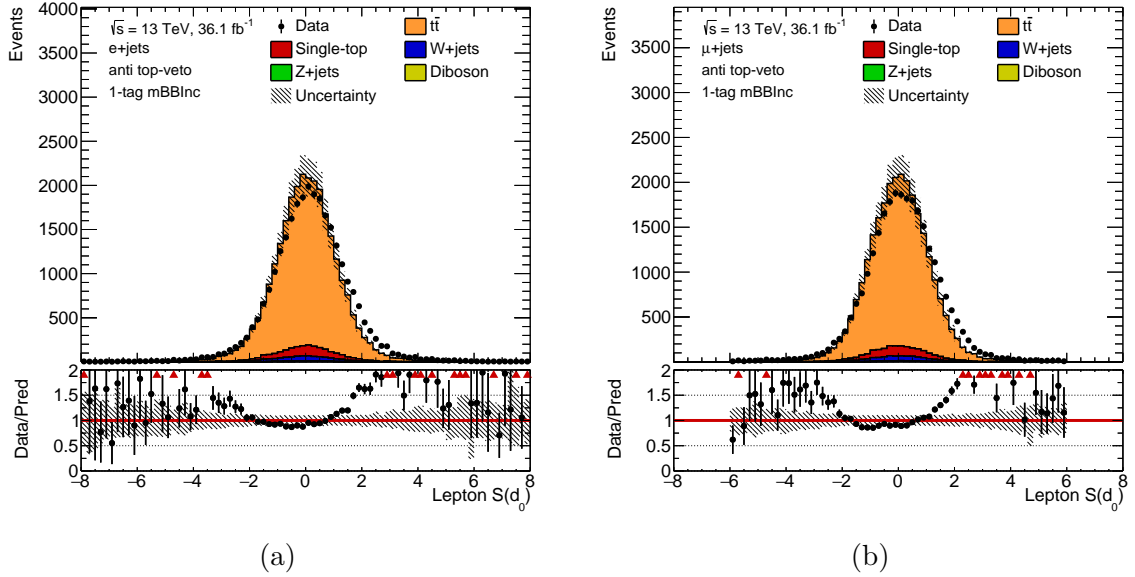 Events
4000
3500
3000
2500
2000
1500
1000
500
√s = 13 TeV, 36.1 fb⁻¹
e+jets
anti top-veto
1-tag mBBInc
Data
tt̄
Single-top
W+jets
Z+jets
Diboson
Uncertainty
Data/Pred
2
1.5
1
0.5
0
−8 −6 −4 −2 0 2 4 6 8
Lepton S(d₀)
(a)
Events
3500
3000
2500
2000
1500
1000
500
√s = 13 TeV, 36.1 fb⁻¹
μ+jets
anti top-veto
1-tag mBBInc
Data
tt̄
Single-top
W+jets
Z+jets
Diboson
Uncertainty
Data/Pred
2
1.5
1
0.5
0
−8 −6 −4 −2 0 2 4 6 8
Lepton S(d₀)
(b)